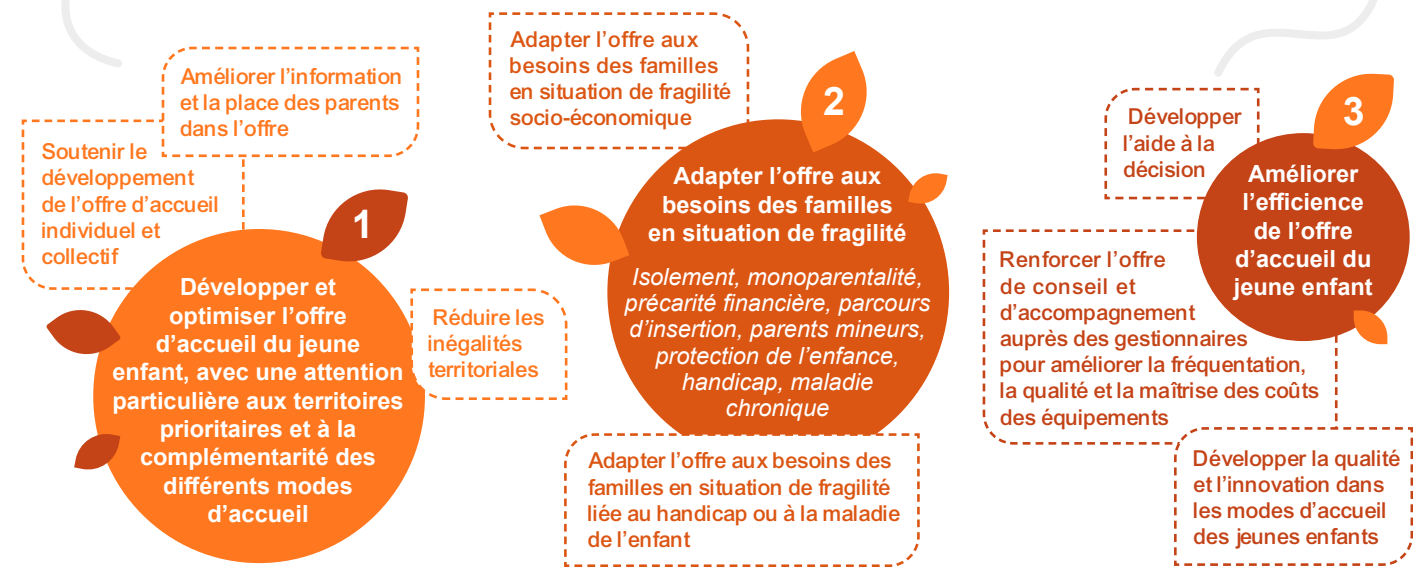 Améliorer l'information
et la place des parents
dans l'offre
Soutenir le
développement
de l'offre d'accueil
individuel et
collectif
1
Développer et
optimiser l'offre
d'accueil du jeune
enfant, avec une attention
particulière aux territoires
prioritaires et à la
complémentarité des
différents modes
d'accueil
Réduire les
inégalités
territoriales
Adapter l'offre aux
besoins des familles
en situation de fragilité
socio-économique
2
Adapter l'offre aux
besoins des familles
en situation de fragilité
Isolement, monoparentalité,
précarité financière, parcours
d'insertion, parents mineurs,
protection de l'enfance,
handicap, maladie
chronique
Adapter l'offre aux besoins des
familles en situation de fragilité
liée au handicap ou à la maladie
de l'enfant
3
Développer
l'aide à la
décision
Améliorer
l'efficience
de l'offre
d'accueil du
jeune enfant
Renforcer l'offre
de conseil et
d'accompagnement
auprès des gestionnaires
pour améliorer la fréquentation,
la qualité et la maîtrise des coûts
des équipements
Développer la qualité
et l'innovation dans
les modes d'accueil
des jeunes enfants